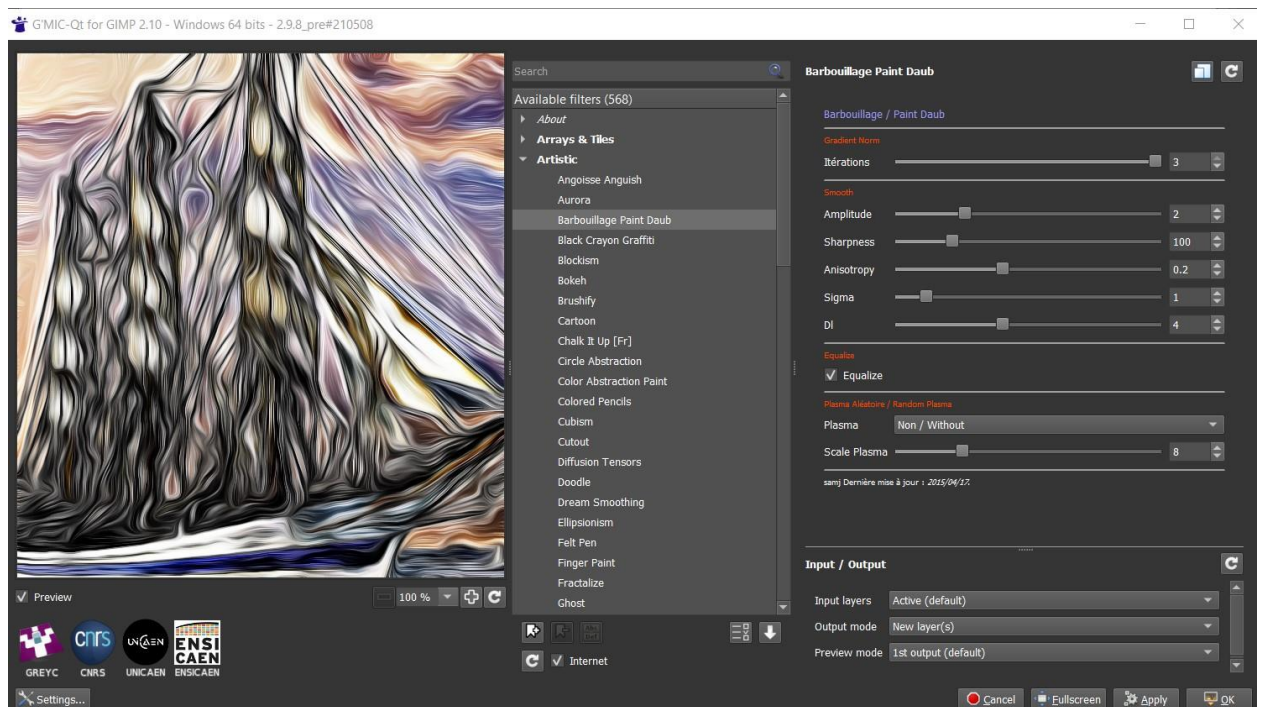 G'MIC-Qt for GIMP 2.10 - Windows 64 bits - 2.9.8_pre#210508
Search
Available filters (568)
About
Arrays & Tiles
Artistic
Angoisse Anguish
Aurora
Barbouillage Paint Daub
Black Crayon Graffiti
Blockism
Bokeh
Brushify
Cartoon
Chalk It Up [Fr]
Circle Abstraction
Color Abstraction Paint
Colored Pencils
Cubism
Cutout
Diffusion Tensors
Doodle
Dream Smoothing
Ellipsionism
Felt Pen
Finger Paint
Fractalize
Ghost
Internet
Barbouillage Paint Daub
Barbouillage / Paint Daub
Gradient Norm
Itérations 3
Smooth
Amplitude 2
Sharpness 100
Anisotropy 0.2
Sigma 1
Dl 4
Equalize
Equalize
Plasma Aléatoire / Random Plasma
Plasma Non / Without
Scale Plasma 8
samj Dernière mise à jour : 2015/04/17.
Input / Output
Input layers Active (default)
Output mode New layer(s)
Preview mode 1st output (default)
Preview
100 %
cnrs
UNICAEN
ENSI
CAEN
GREYC CNRS UNICAEN ENSICAEN
Settings...
Cancel Fullscreen Apply OK